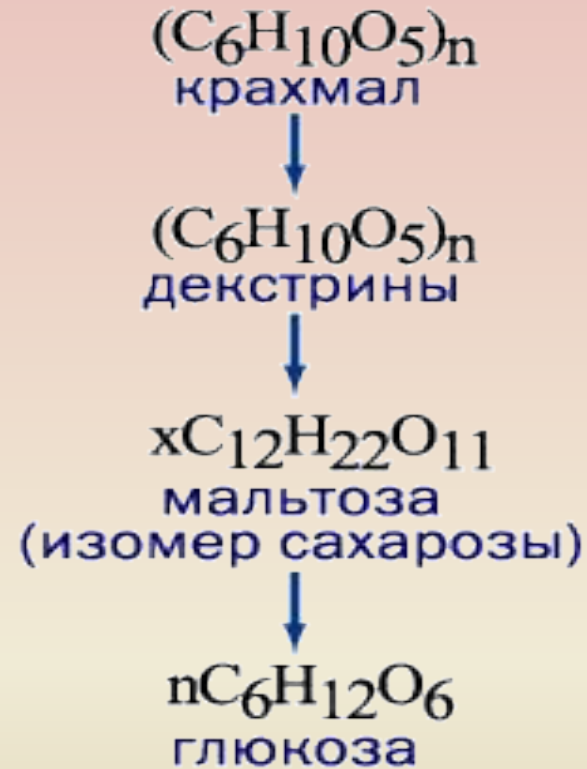 (C₆H₁₀O₅)n
крахмал
(C₆H₁₀O₅)n
декстрины
xC₁₂H₂₂O₁₁
мальтоза
(изомер сахарозы)
nC₆H₁₂O₆
глюкоза